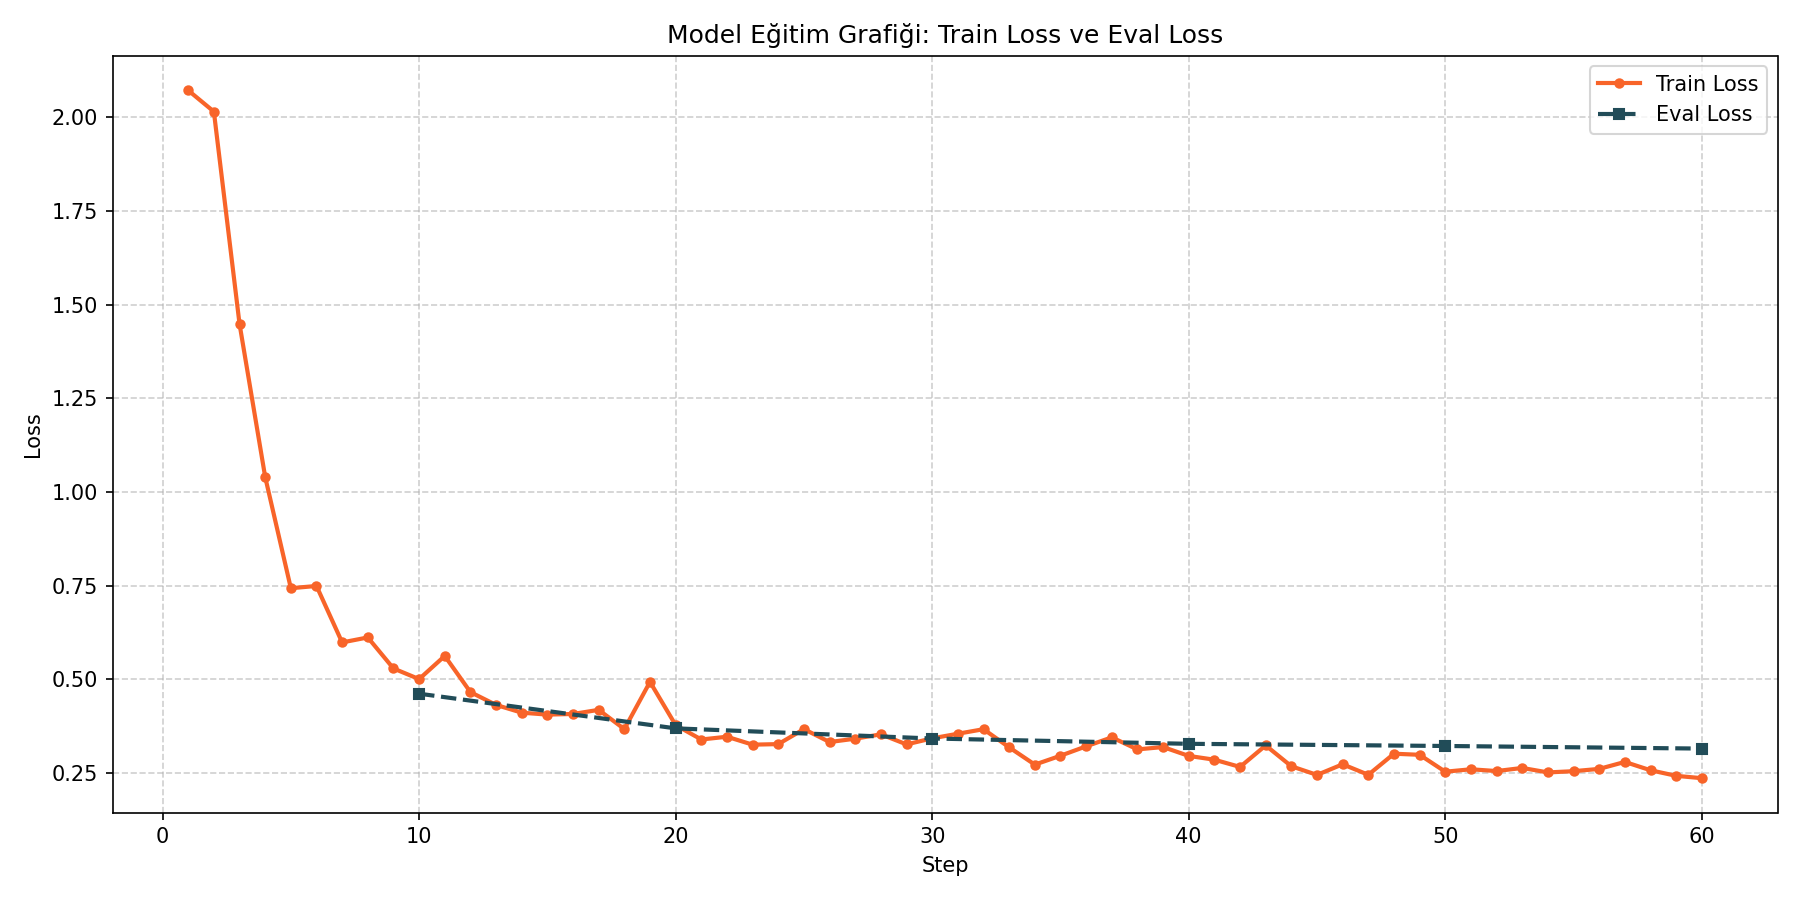 Model Eğitim Grafiği: Train Loss ve Eval Loss
Train Loss
Eval Loss
2.00
1.75
1.50
1.25
1.00
0.75
0.50
0.25
Loss
0 10 20 30 40 50 60
Step